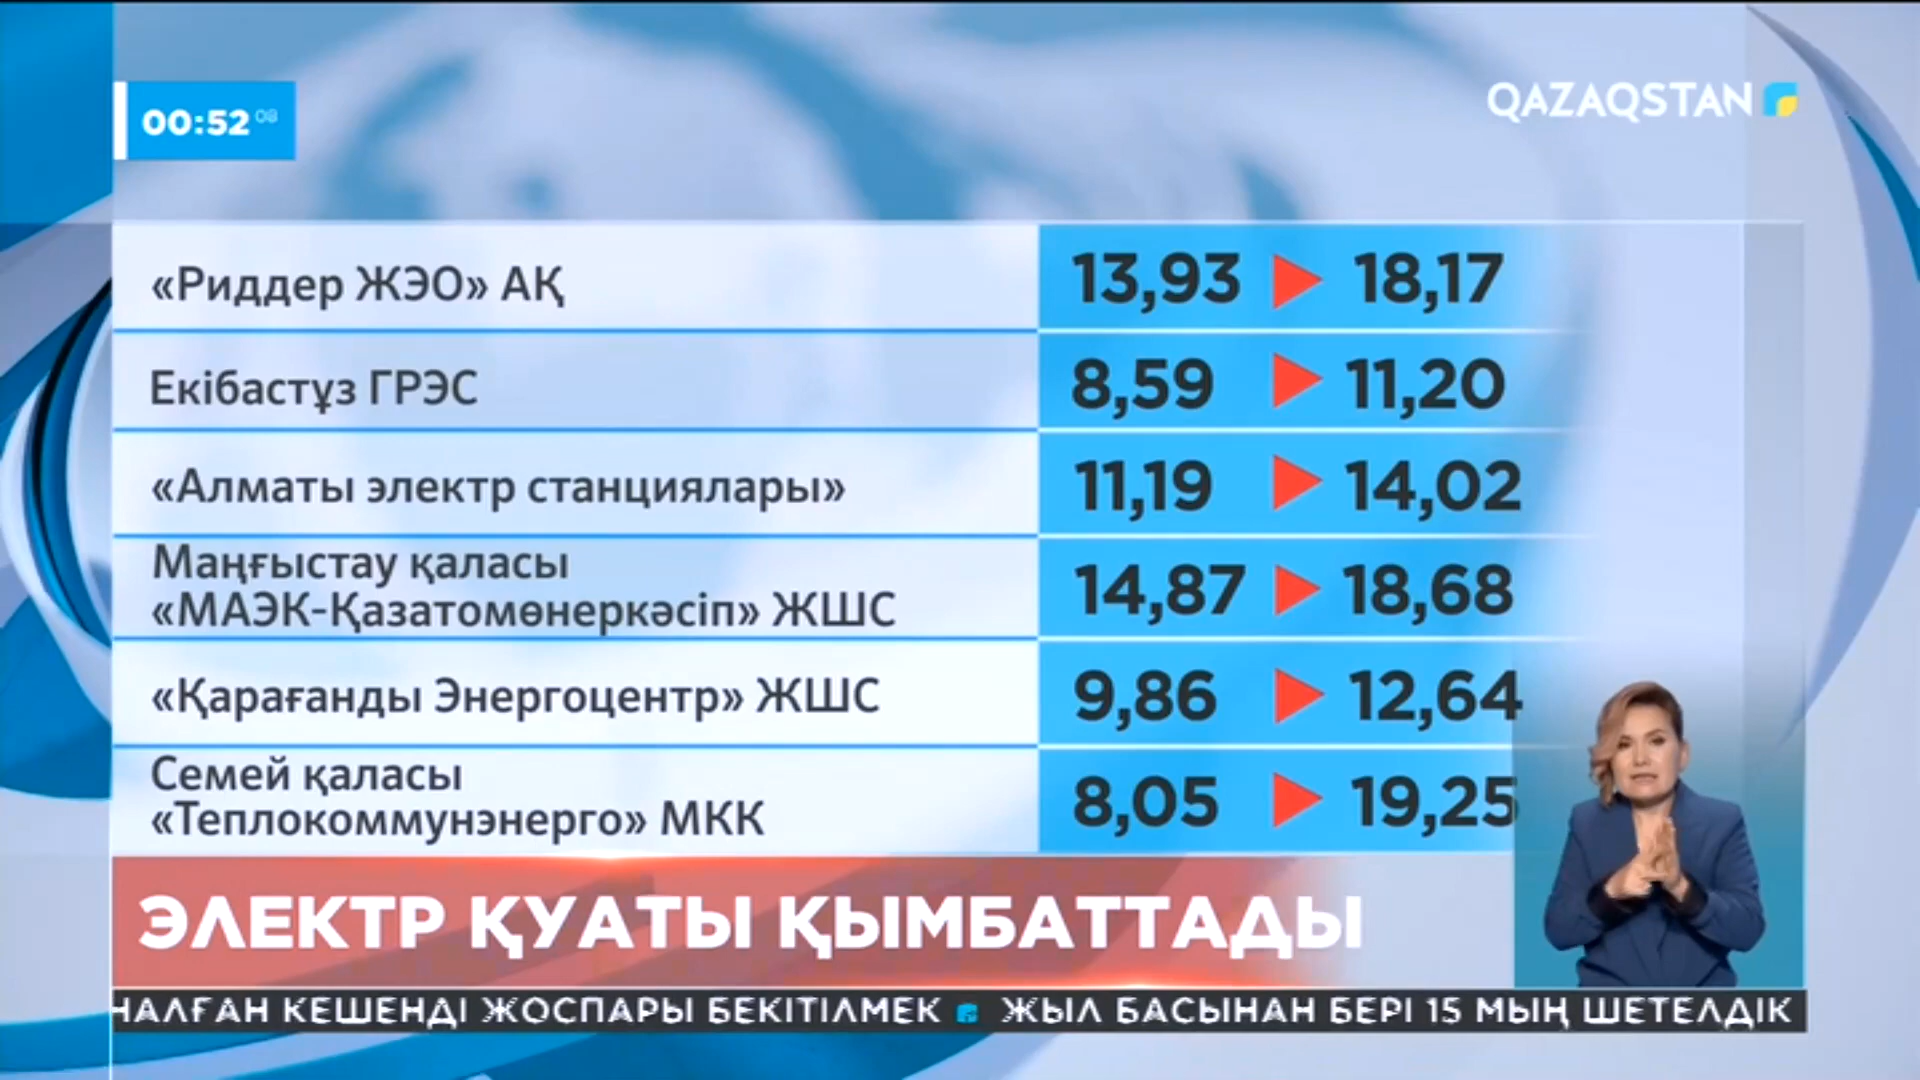 00:52 08
QAZAQSTAN
«Риддер ЖЭО» АҚ 13,93 18,17
Екібастұз ГРЭС 8,59 11,20
«Алматы электр станциялары» 11,19 14,02
Маңғыстау қаласы
«МАЭК-Қазатомөнеркәсіп» ЖШС 14,87 18,68
«Қарағанды Энергоцентр» ЖШС 9,86 12,64
Семей қаласы
«Теплокоммунэнерго» МКК 8,05 19,25
ЭЛЕКТР ҚУАТЫ ҚЫМБАТТАДЫ
НАЛҒАН КЕШЕНДІ ЖОСПАРЫ БЕКІТІЛМЕК ЖЫЛ БАСЫНАН БЕРІ 15 МЫҢ ШЕТЕЛДІК